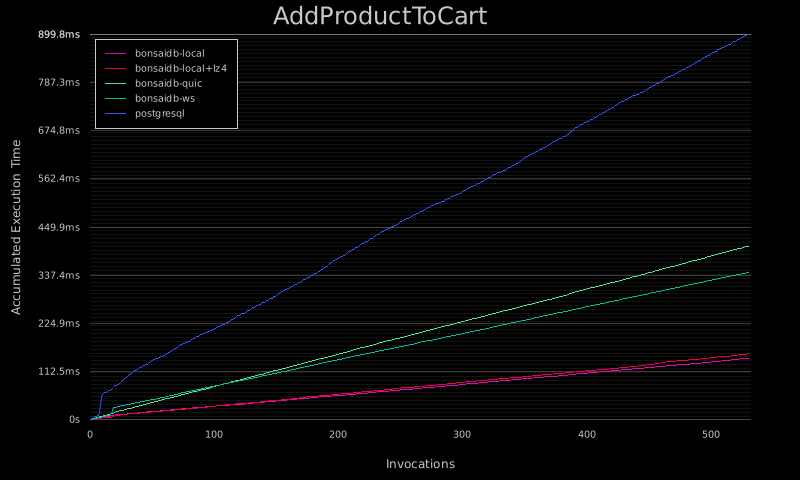 AddProductToCart
899.8ms
787.3ms
674.8ms
562.4ms
449.9ms
337.4ms
224.9ms
112.5ms
0s
bonsaidb-local
bonsaidb-local+lz4
bonsaidb-quic
bonsaidb-ws
postgresql
Accumulated Execution Time
0 100 200 300 400 500
Invocations